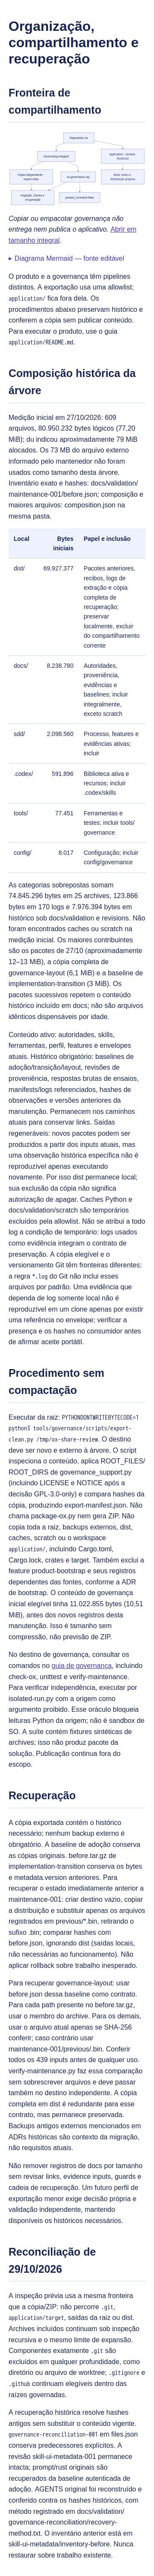 Organização,
compartilhamento e
recuperação
Fronteira de
compartilhamento
Repositório Ox
Governança elegível
application/ · produto
RootNode
Cópia independente
export-clean
ox-governance.zip
Build, testes e
distribuição próprios
Inspeção, checks e
recuperação
product_included=false
Copiar ou empacotar governança não
entrega nem publica o aplicativo. Abrir em
tamanho integral.
▸ Diagrama Mermaid — fonte editável
O produto e a governança têm pipelines
distintos. A exportação usa uma allowlist;
application/ fica fora dela. Os
procedimentos abaixo preservam histórico e
conferem a cópia sem publicar conteúdo.
Para executar o produto, use o guia
application/README.md.
Composição histórica da
árvore
Medição inicial em 27/10/2026: 609
arquivos, 80.950.232 bytes lógicos (77,20
MiB); du indicou aproximadamente 79 MiB
alocados. Os 73 MB do arquivo externo
informado pelo mantenedor não foram
usados como tamanho desta árvore.
Inventário exato e hashes: docs/validation/
maintenance-001/before.json; composição e
maiores arquivos: composition.json na
mesma pasta.
Local Bytes iniciais Papel e inclusão
dist/ 69.927.377 Pacotes anteriores,
recibos, logs de
extração e cópia
completa de
recuperação;
preservar
localmente, excluir
do compartilhamento
corrente
docs/ 8.238.780 Autoridades,
proveniência,
evidências e
baselines; incluir
integralmente,
exceto scratch
sdd/ 2.098.560 Processo, features e
evidências ativas;
incluir
.codex/ 591.896 Biblioteca ativa e
recursos; incluir
.codex/skills
tools/ 77.451 Ferramentas e
testes; incluir tools/
governance
config/ 8.017 Configuração; incluir
config/governance
As categorias sobrepostas somam
74.845.296 bytes em 25 archives, 123.866
bytes em 170 logs e 7.976.394 bytes em
histórico sob docs/validation e revisões. Não
foram encontrados caches ou scratch na
medição inicial. Os maiores contribuintes
são os pacotes de 27/10 (aproximadamente
12–13 MiB), a cópia completa de
governance-layout (6,1 MiB) e a baseline de
implementation-transition (3 MiB). Os
pacotes sucessivos repetem o conteúdo
histórico incluído em docs; não são arquivos
idênticos dispensáveis por idade.
Conteúdo ativo: autoridades, skills,
ferramentas, perfil, features e envelopes
atuais. Histórico obrigatório: baselines de
adoção/transição/layout, revisões de
proveniência, respostas brutas de ensaios,
manifests/logs referenciados, hashes de
observações e versões anteriores da
manutenção. Permanecem nos caminhos
atuais para conservar links. Saídas
regeneráveis: novos pacotes podem ser
produzidos a partir dos inputs atuais, mas
uma observação histórica específica não é
reproduzível meramente por esse
novoamento. Por isso dist permanece local;
sua exclusão da cópia não significa
autorização de apagar. Caches Python e
docs/validation/scratch são temporários
excluídos pela allowlist. Não se atribui a todo
log a condição de temporário: logs usados
como evidência integram o contrato de
preservação. A cópia elegível e o
versionamento Git têm fronteiras diferentes:
a regra *.log do Git não inclui esses
arquivos por padrão. Uma evidência que
depende de log somente local não é
reproduzível em um clone apenas por existir
uma referência no envelope; verificar a
presença e os hashes no consumidor antes
de afirmar aceite portátil.
Procedimento sem
compactação
Executar da raiz: PYTHONDONTWRITEBYTECODE=1
python3 tools/governance/scripts/export-
clean.py /tmp/ox-share-review. O destino
deve ser novo e externo à árvore. O script
inspeciona o conteúdo, aplica ROOT_FILES/
ROOT_DIRS de governance_support.py
(incluindo LICENSE e NOTICE após a
decisão GPL-3.0-only) e compara hashes da
cópia, produzindo export-manifest.json. Não
chama package-ox.py nem gera ZIP. Não
copia toda a raiz, backups externos, dist,
caches, scratch ou o workspace
application/, incluindo Cargo.toml,
Cargo.lock, crates e target. Também exclui a
feature product-bootstrap e seus registros
dependentes das fontes, conforme a ADR
de bootstrap. O conteúdo de governança
inicial elegível tinha 11.022.855 bytes (10,51
MiB), antes dos novos registros desta
manutenção. Isso é tamanho sem
compressão, não previsão de ZIP.
No destino de governança, consultar os
comandos no guia de governança, incluindo
check-ox, unittest e verify-maintenance.
Para verificar independência, executar por
isolated-run.py com a origem como
argumento proibido. Esse oráculo bloqueia
leituras Python da origem; não é sandbox de
SO. A suíte contém fixtures sintéticas de
archives; isso não produz pacote da
solução. Publicação continua fora do
escopo.
Recuperação
A cópia exportada contém o histórico
necessário; nenhum backup externo é
obrigatório. A baseline de adoção conserva
as cópias originais. before.tar.gz de
implementation-transition conserva os bytes
e metadata.version anteriores. Para
recuperar o estado imediatamente anterior a
maintenance-001: criar destino vazio, copiar
a distribuição e substituir apenas os arquivos
registrados em previous/*.bin, retirando o
sufixo .bin; comparar hashes com
before.json, ignorando dist (saídas locais,
não necessárias ao funcionamento). Não
aplicar rollback sobre trabalho inesperado.
Para recuperar governance-layout: usar
before.json dessa baseline como contrato.
Para cada path presente no before.tar.gz,
usar o membro do archive. Para os demais,
usar o arquivo atual apenas se SHA-256
conferir; caso contrário usar
maintenance-001/previous/.bin. Conferir
todos os 439 inputs antes de qualquer uso.
verify-maintenance.py faz essa comparação
sem sobrescrever arquivos e deve passar
também no destino independente. A cópia
completa em dist é redundante para esse
contrato, mas permanece preservada.
Backups antigos externos mencionados em
ADRs históricas são contexto da migração,
não requisitos atuais.
Não remover registros de docs por tamanho
sem revisar links, evidence inputs, guards e
cadeia de recuperação. Um futuro perfil de
exportação menor exige decisão própria e
validação independente, mantendo
disponíveis os históricos necessários.
Reconciliação de
29/10/2026
A inspeção prévia usa a mesma fronteira
que a cópia/ZIP: não percorre .git,
application/target, saídas da raiz ou dist.
Archives incluídos continuam sob inspeção
recursiva e o mesmo limite de expansão.
Componentes exatamente .git são
excluídos em qualquer profundidade, como
diretório ou arquivo de worktree; .gitignore e
.github continuam elegíveis dentro das
raízes governadas.
A recuperação histórica resolve hashes
antigos sem substituir o conteúdo vigente.
governance-reconciliation-001 em files.json
conserva predecessores explícitos. A
revisão skill-ui-metadata-001 permanece
intacta; prompt/rust originais são
recuperados da baseline autenticada de
adoção. AGENTS original foi reconstruído e
conferido contra os hashes históricos, com
método registrado em docs/validation/
governance-reconciliation/recovery-
method.txt. O inventário anterior está em
skill-ui-metadata/inventory-before. Nunca
restaurar sobre trabalho existente.